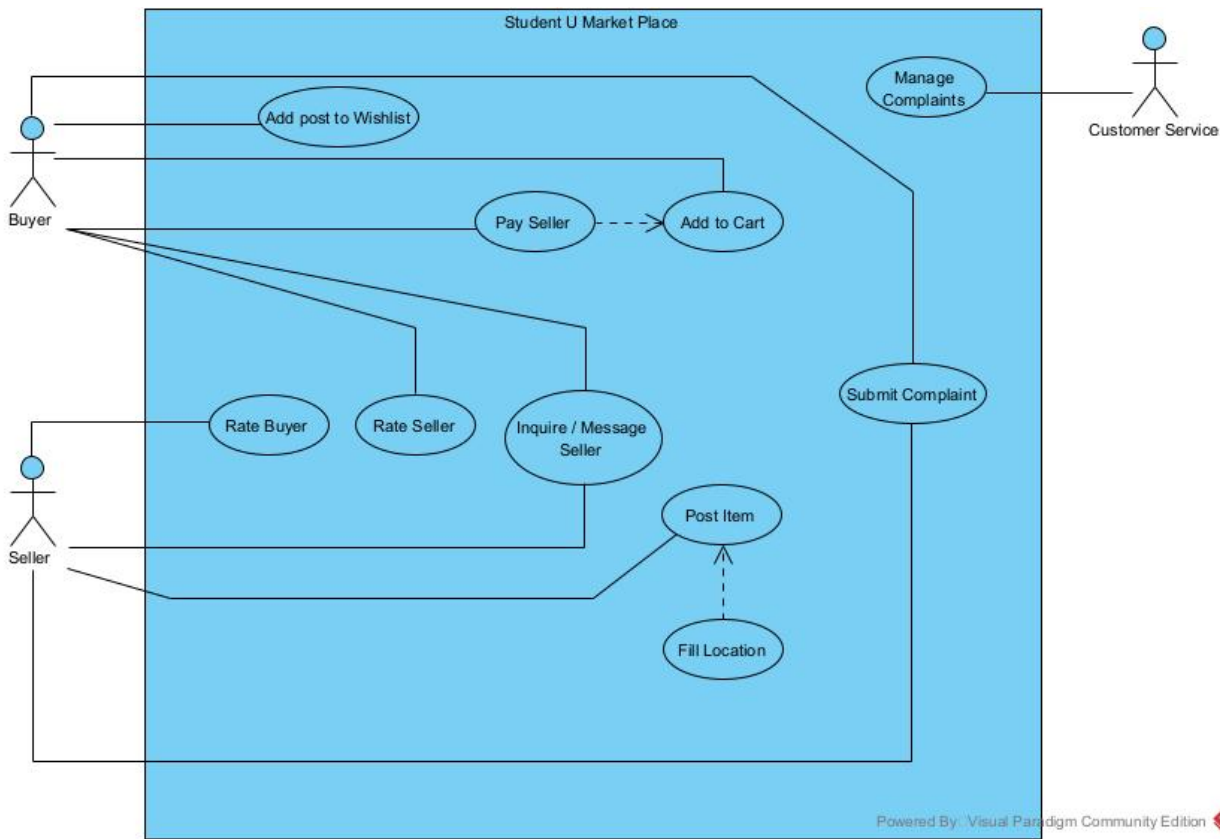 Student U Market Place
Manage
Complaints
Customer Service
Add post to Wishlist
Buyer
Pay Seller
Add to Cart
Submit Complaint
Rate Buyer
Rate Seller
Inquire / Message
Seller
Post Item
Seller
Fill Location
Powered By: Visual Paradigm Community Edition